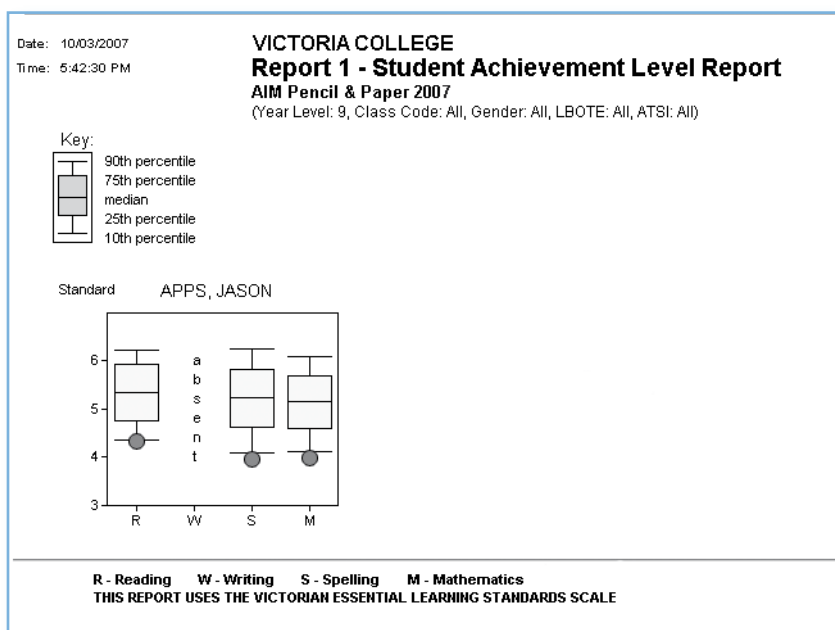 Date: 10/03/2007
Time: 5:42:30 PM
VICTORIA COLLEGE
Report 1 - Student Achievement Level Report
AIM Pencil & Paper 2007
(Year Level: 9, Class Code: All, Gender: All, LBOTE: All, ATSI: All)
Key:
90th percentile
75th percentile
median
25th percentile
10th percentile
Standard APPS, JASON
6
5
4
3
absent
R W S M
R - Reading W - Writing S - Spelling M - Mathematics
THIS REPORT USES THE VICTORIAN ESSENTIAL LEARNING STANDARDS SCALE